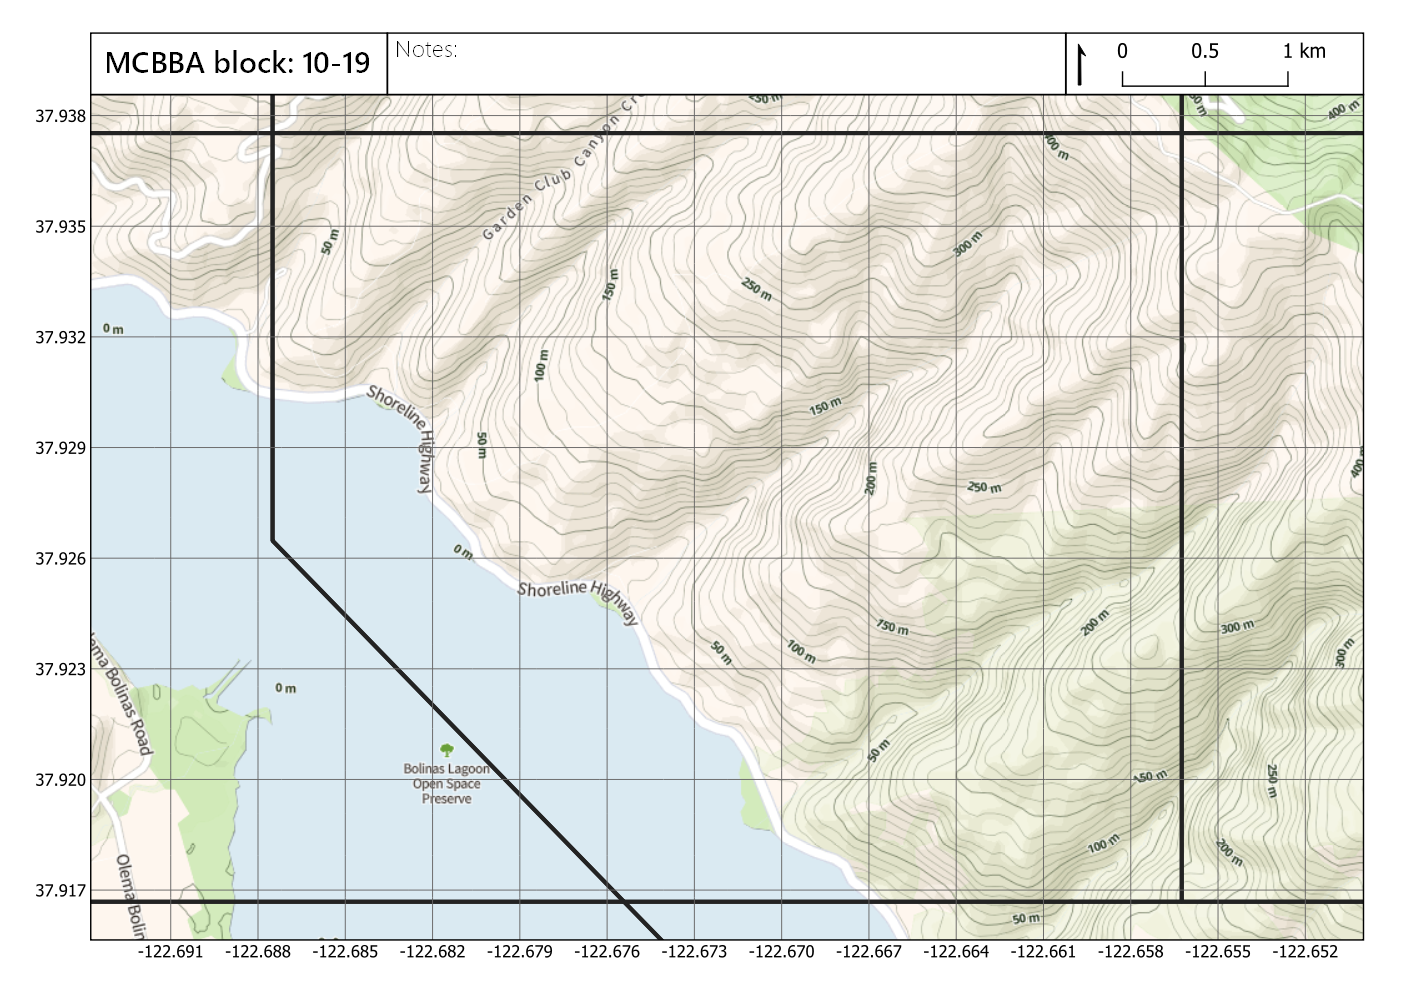 MCBBA block: 10-19
Notes:
0 0.5 1 km
37.938
37.935
37.932
37.929
37.926
37.923
37.920
37.917
-122.691 -122.688 -122.685 -122.682 -122.679 -122.676 -122.673 -122.670 -122.667 -122.664 -122.661 -122.658 -122.655 -122.652
250 m
400 m
Garden Club Canyon
50 m
300 m
150 m
250 m
0 m
100 m
150 m
Shoreline Highway
50 m
200 m
250 m
0 m
Shoreline Highway
150 m
200 m
300 m
50 m
100 m
300 m
0 m
Bolinas Road
50 m
Bolinas Lagoon
Open Space
Preserve
150 m
250 m
100 m
200 m
Olema Bolin
50 m